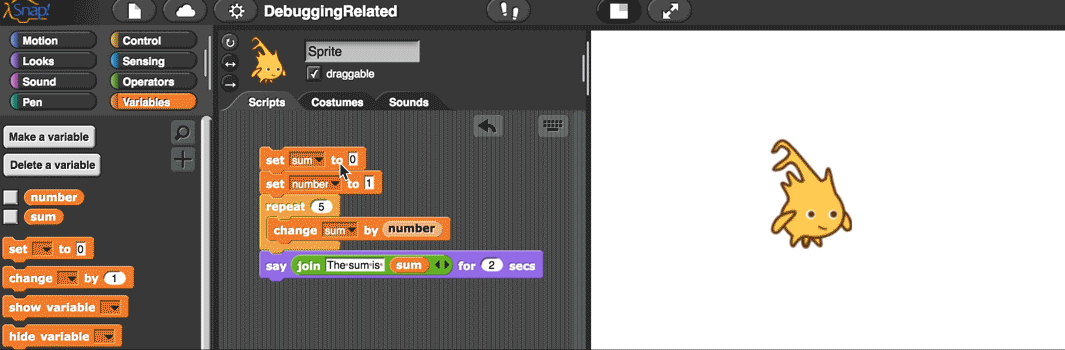 Snap!
DebuggingRelated
Motion
Control
Looks
Sensing
Sound
Operators
Pen
Variables
Make a variable
Delete a variable
number
sum
set to 0
change by 1
show variable
hide variable
Sprite
draggable
Scripts Costumes Sounds
set sum to 0
set number to 1
repeat 5
change sum by number
say join The sum is sum for 2 secs